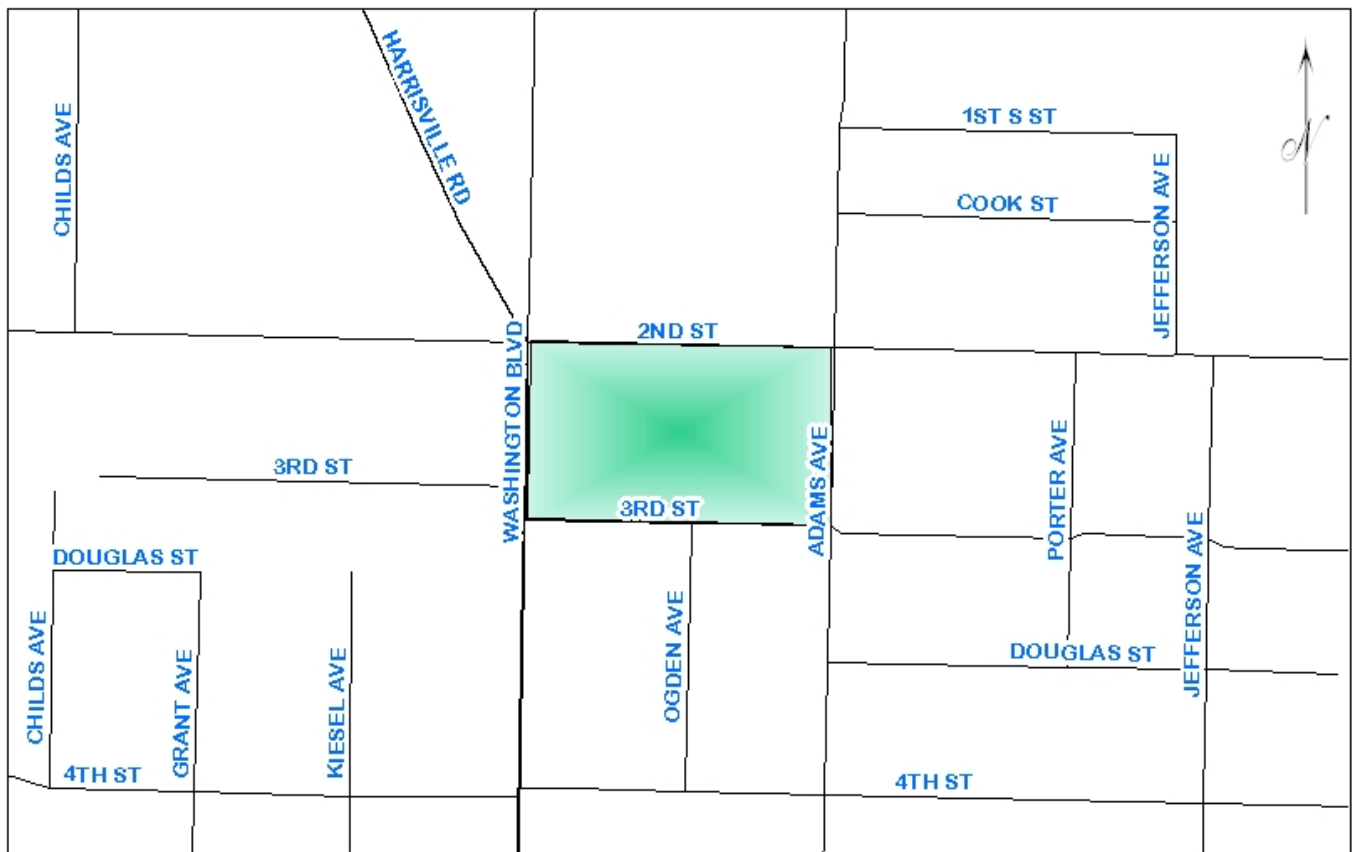 HARRISVILLE RD
CHILDS AVE
1ST S ST
N
JEFFERSON AVE
COOK ST
2ND ST
WASHINGTON BLVD
3RD ST
3RD ST
ADAMS AVE
PORTER AVE
JEFFERSON AVE
DOUGLAS ST
CHILDS AVE
GRANT AVE
KIESEL AVE
OGDEN AVE
DOUGLAS ST
4TH ST
4TH ST